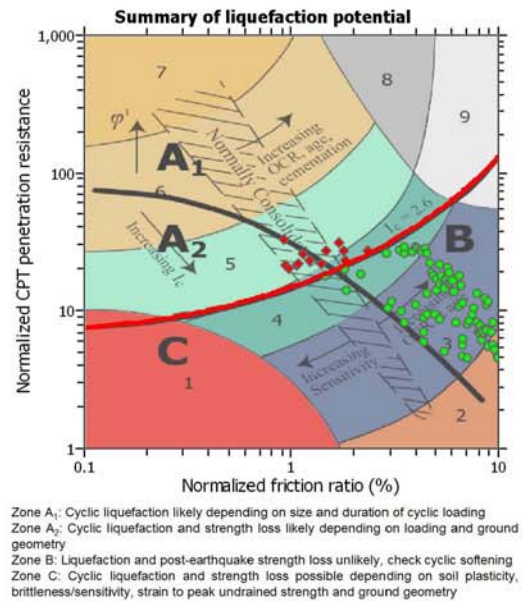 Summary of liquefaction potential
1,000
7
8
9
φ'
Increasing
OCR, age,
cementation
Normally Consolid
A1
100
6
Ic = 2.6
A2
B
Increasing Ic
5
10
4
C
3
Increasing
Sensitivity
1
2
1
0.1
1
10
Normalized CPT penetration resistance
Normalized friction ratio (%)
Zone A1: Cyclic liquefaction likely depending on size and duration of cyclic loading
Zone A2: Cyclic liquefaction and strength loss likely depending on loading and ground
geometry
Zone B: Liquefaction and post-earthquake strength loss unlikely, check cyclic softening
Zone C: Cyclic liquefaction and strength loss possible depending on soil plasticity,
brittleness/sensitivity, strain to peak undrained strength and ground geometry